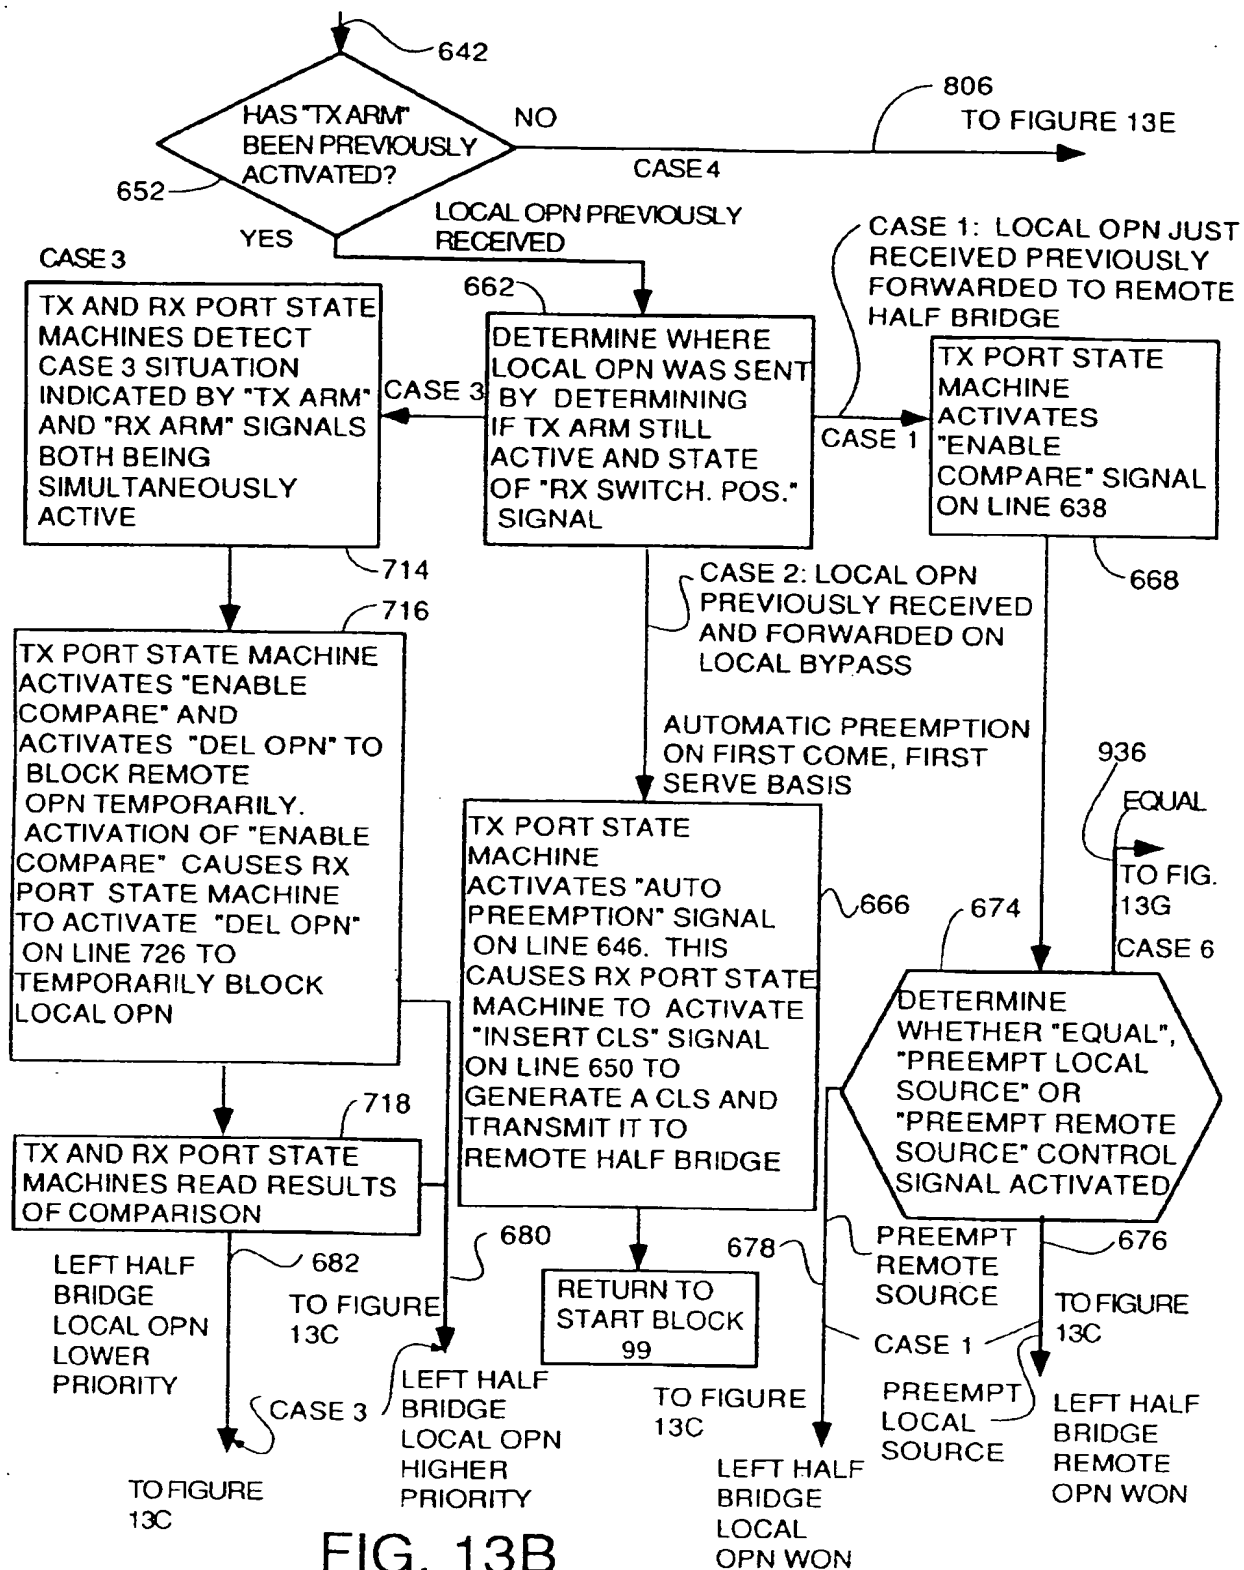 642
HAS "TX ARM"
BEEN PREVIOUSLY
ACTIVATED?
652
NO
CASE 4
806
TO FIGURE 13E
YES
LOCAL OPN PREVIOUSLY
RECEIVED
CASE 3
TX AND RX PORT STATE
MACHINES DETECT
CASE 3 SITUATION
INDICATED BY "TX ARM"
AND "RX ARM" SIGNALS
BOTH BEING
SIMULTANEOUSLY
ACTIVE
714
CASE 3
662
DETERMINE WHERE
LOCAL OPN WAS SENT
BY DETERMINING
IF TX ARM STILL
ACTIVE AND STATE
OF "RX SWITCH. POS."
SIGNAL
CASE 1
CASE 1: LOCAL OPN JUST
RECEIVED PREVIOUSLY
FORWARDED TO REMOTE
HALF BRIDGE
TX PORT STATE
MACHINE
ACTIVATES
"ENABLE
COMPARE" SIGNAL
ON LINE 638
668
CASE 2: LOCAL OPN
PREVIOUSLY RECEIVED
AND FORWARDED ON
LOCAL BYPASS
716
TX PORT STATE MACHINE
ACTIVATES "ENABLE
COMPARE" AND
ACTIVATES "DEL OPN" TO
BLOCK REMOTE
OPN TEMPORARILY.
ACTIVATION OF "ENABLE
COMPARE" CAUSES RX
PORT STATE MACHINE
TO ACTIVATE "DEL OPN"
ON LINE 726 TO
TEMPORARILY BLOCK
LOCAL OPN
AUTOMATIC PREEMPTION
ON FIRST COME, FIRST
SERVE BASIS
TX PORT STATE
MACHINE
ACTIVATES "AUTO
PREEMPTION" SIGNAL
ON LINE 646. THIS
CAUSES RX PORT STATE
MACHINE TO ACTIVATE
"INSERT CLS" SIGNAL
ON LINE 650 TO
GENERATE A CLS AND
TRANSMIT IT TO
REMOTE HALF BRIDGE
666
936
EQUAL
TO FIG.
13G
CASE 6
674
DETERMINE
WHETHER "EQUAL",
"PREEMPT LOCAL
SOURCE" OR
"PREEMPT REMOTE
SOURCE" CONTROL
SIGNAL ACTIVATED
718
TX AND RX PORT STATE
MACHINES READ RESULTS
OF COMPARISON
682
LEFT HALF
BRIDGE
LOCAL OPN
LOWER
PRIORITY
TO FIGURE
13C
680
TO FIGURE
13C
CASE 3
LEFT HALF
BRIDGE
LOCAL OPN
HIGHER
PRIORITY
RETURN TO
START BLOCK
99
678
PREEMPT
REMOTE
SOURCE
676
CASE 1
TO FIGURE
13C
TO FIGURE
13C
PREEMPT
LOCAL
SOURCE
LEFT HALF
BRIDGE
LOCAL
OPN WON
LEFT HALF
BRIDGE
REMOTE
OPN WON
FIG. 13B